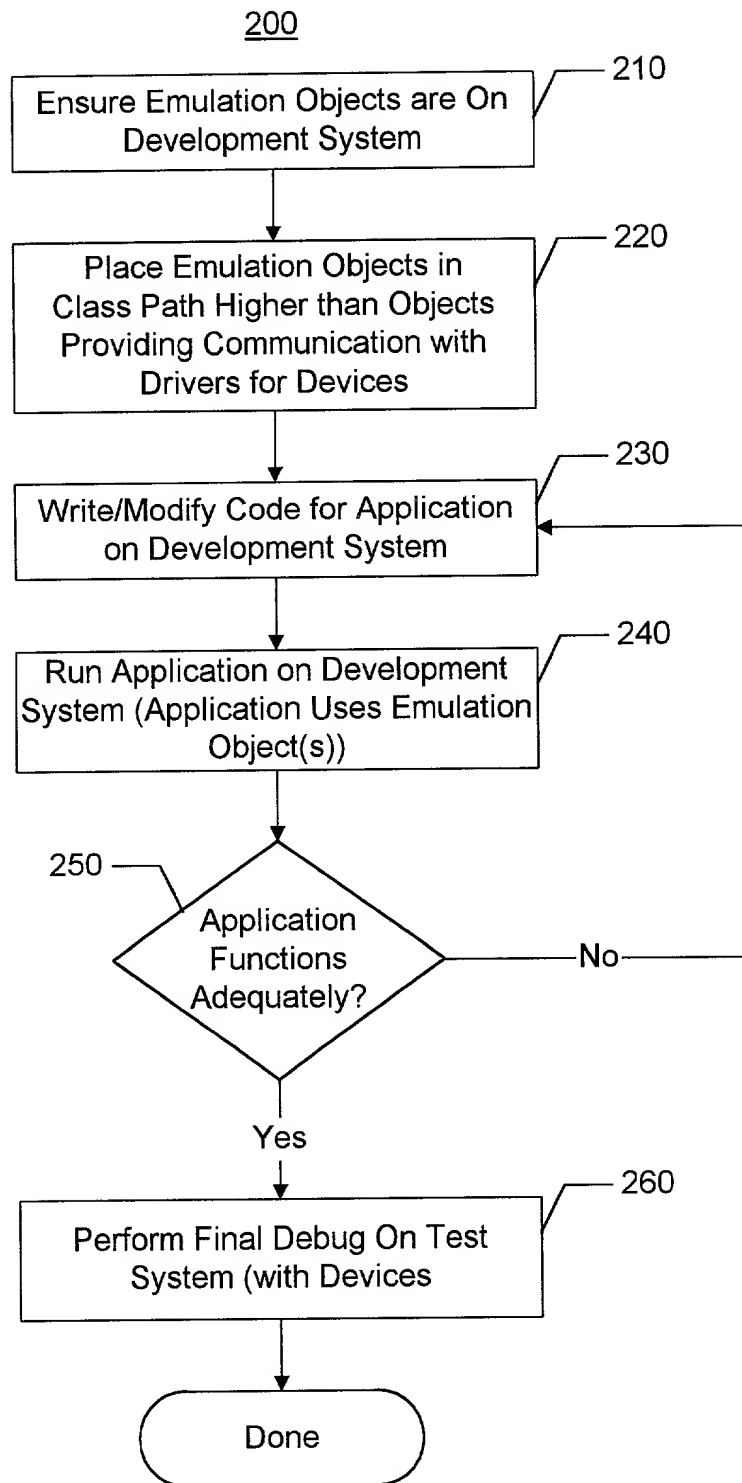 200
210
Ensure Emulation Objects are On
Development System
220
Place Emulation Objects in
Class Path Higher than Objects
Providing Communication with
Drivers for Devices
230
Write/Modify Code for Application
on Development System
240
Run Application on Development
System (Application Uses Emulation
Object(s))
250
Application
Functions
Adequately?
No
Yes
260
Perform Final Debug On Test
System (with Devices
Done